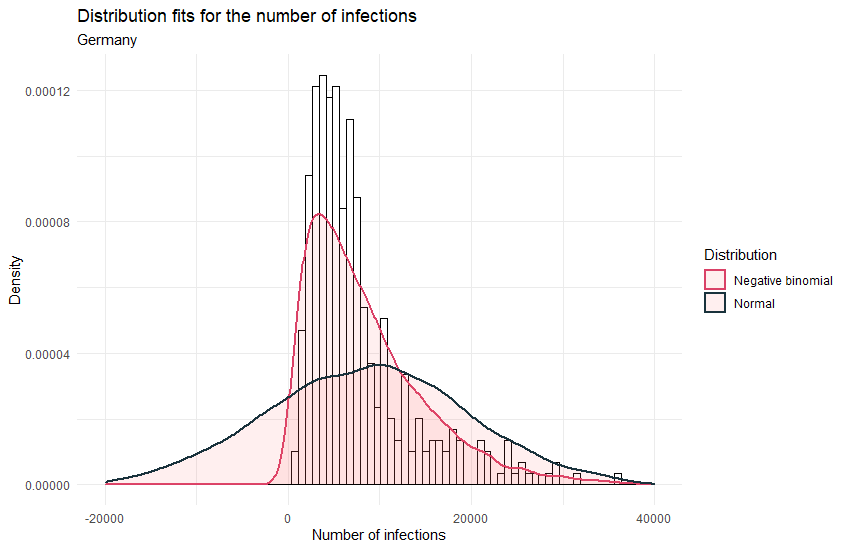 Distribution fits for the number of infections
Germany
0.00012
0.00008
0.00004
0.00000
Density
-20000
0
20000
40000
Number of infections
Distribution
Negative binomial
Normal